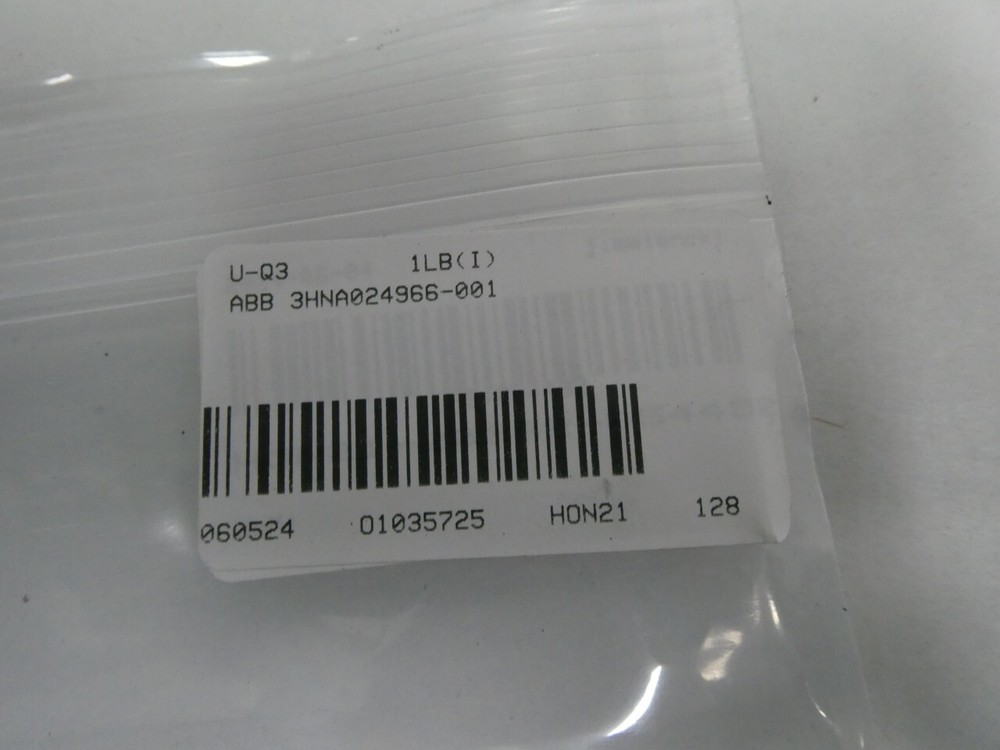 U-Q3 1LB(I)
ABB 3HNA024966-001
060524 01035725 HON21 128